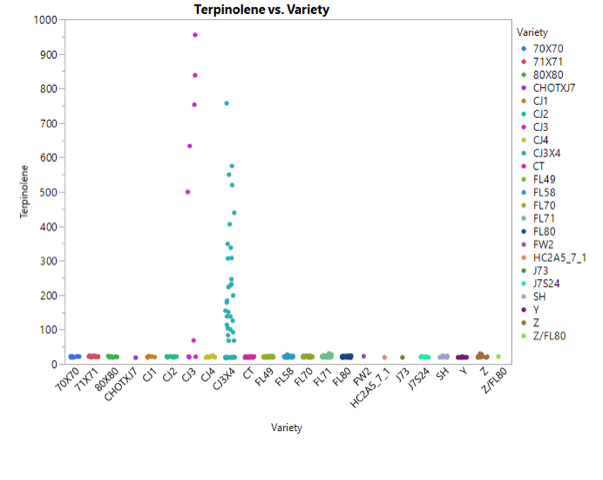 Terpinolene vs. Variety
1000
900
800
700
600
500
400
300
200
100
0
Terpinolene
70X70
71X71
80X80
CHOTXJ7
CJ1
CJ2
CJ3
CJ4
CJ3X4
CT
FL49
FL58
FL70
FL71
FL80
FW2
HC2A5_7_1
J73
J7S24
SH
Y
Z
Z/FL80
Variety
Variety
70X70
71X71
80X80
CHOTXJ7
CJ1
CJ2
CJ3
CJ4
CJ3X4
CT
FL49
FL58
FL70
FL71
FL80
FW2
HC2A5_7_1
J73
J7S24
SH
Y
Z
Z/FL80